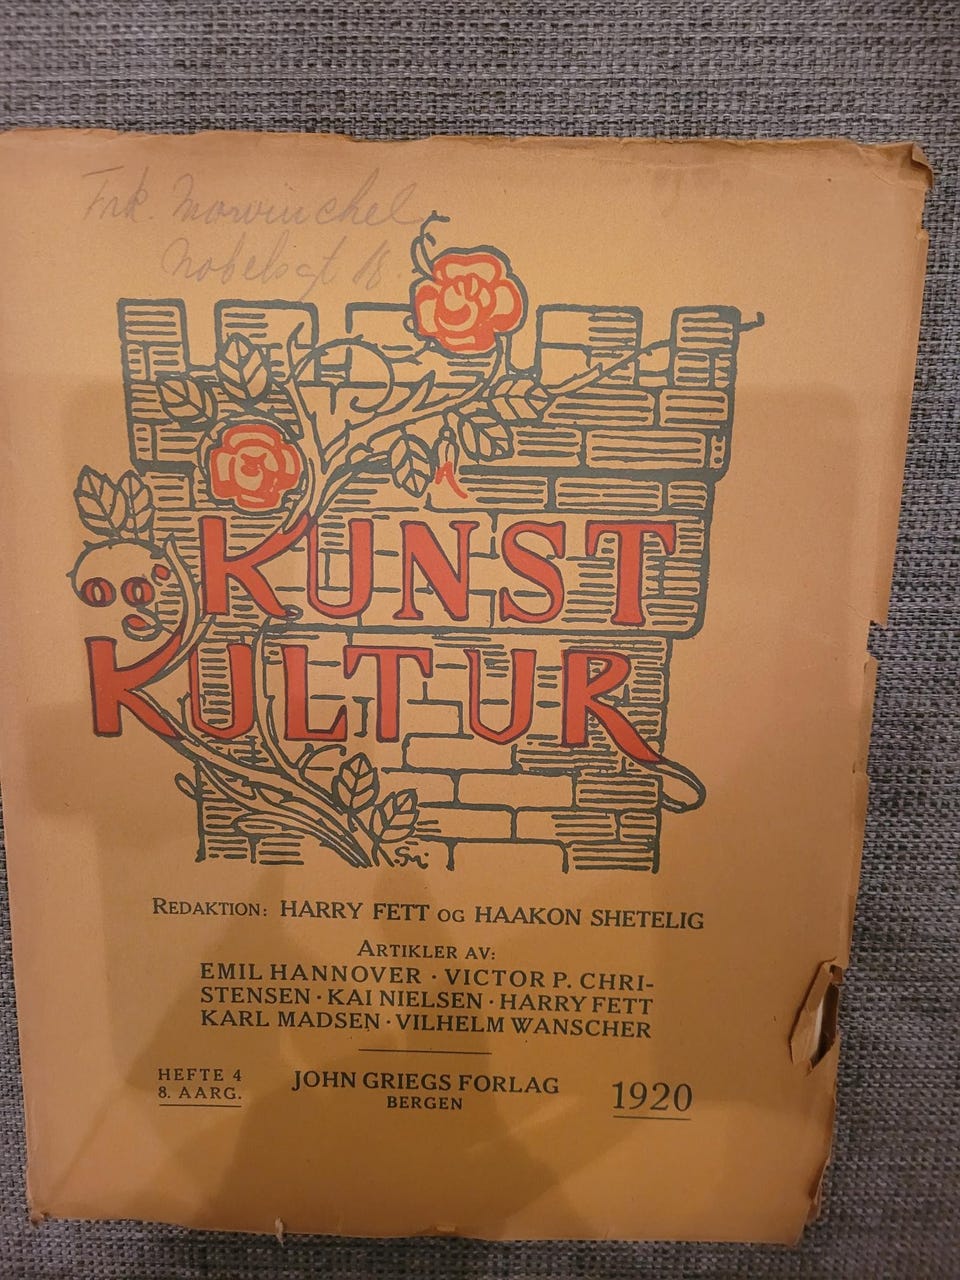 Frk. Mowinchel
Nobelsgt 18.
KUNST
OG
KULTUR
REDAKTION: HARRY FETT OG HAAKON SHETELIG
ARTIKLER AV:
EMIL HANNOVER · VICTOR P. CHRI-
STENSEN · KAI NIELSEN · HARRY FETT
KARL MADSEN · VILHELM WANSCHER
HEFTE 4
8. AARG.
JOHN GRIEGS FORLAG
BERGEN
1920